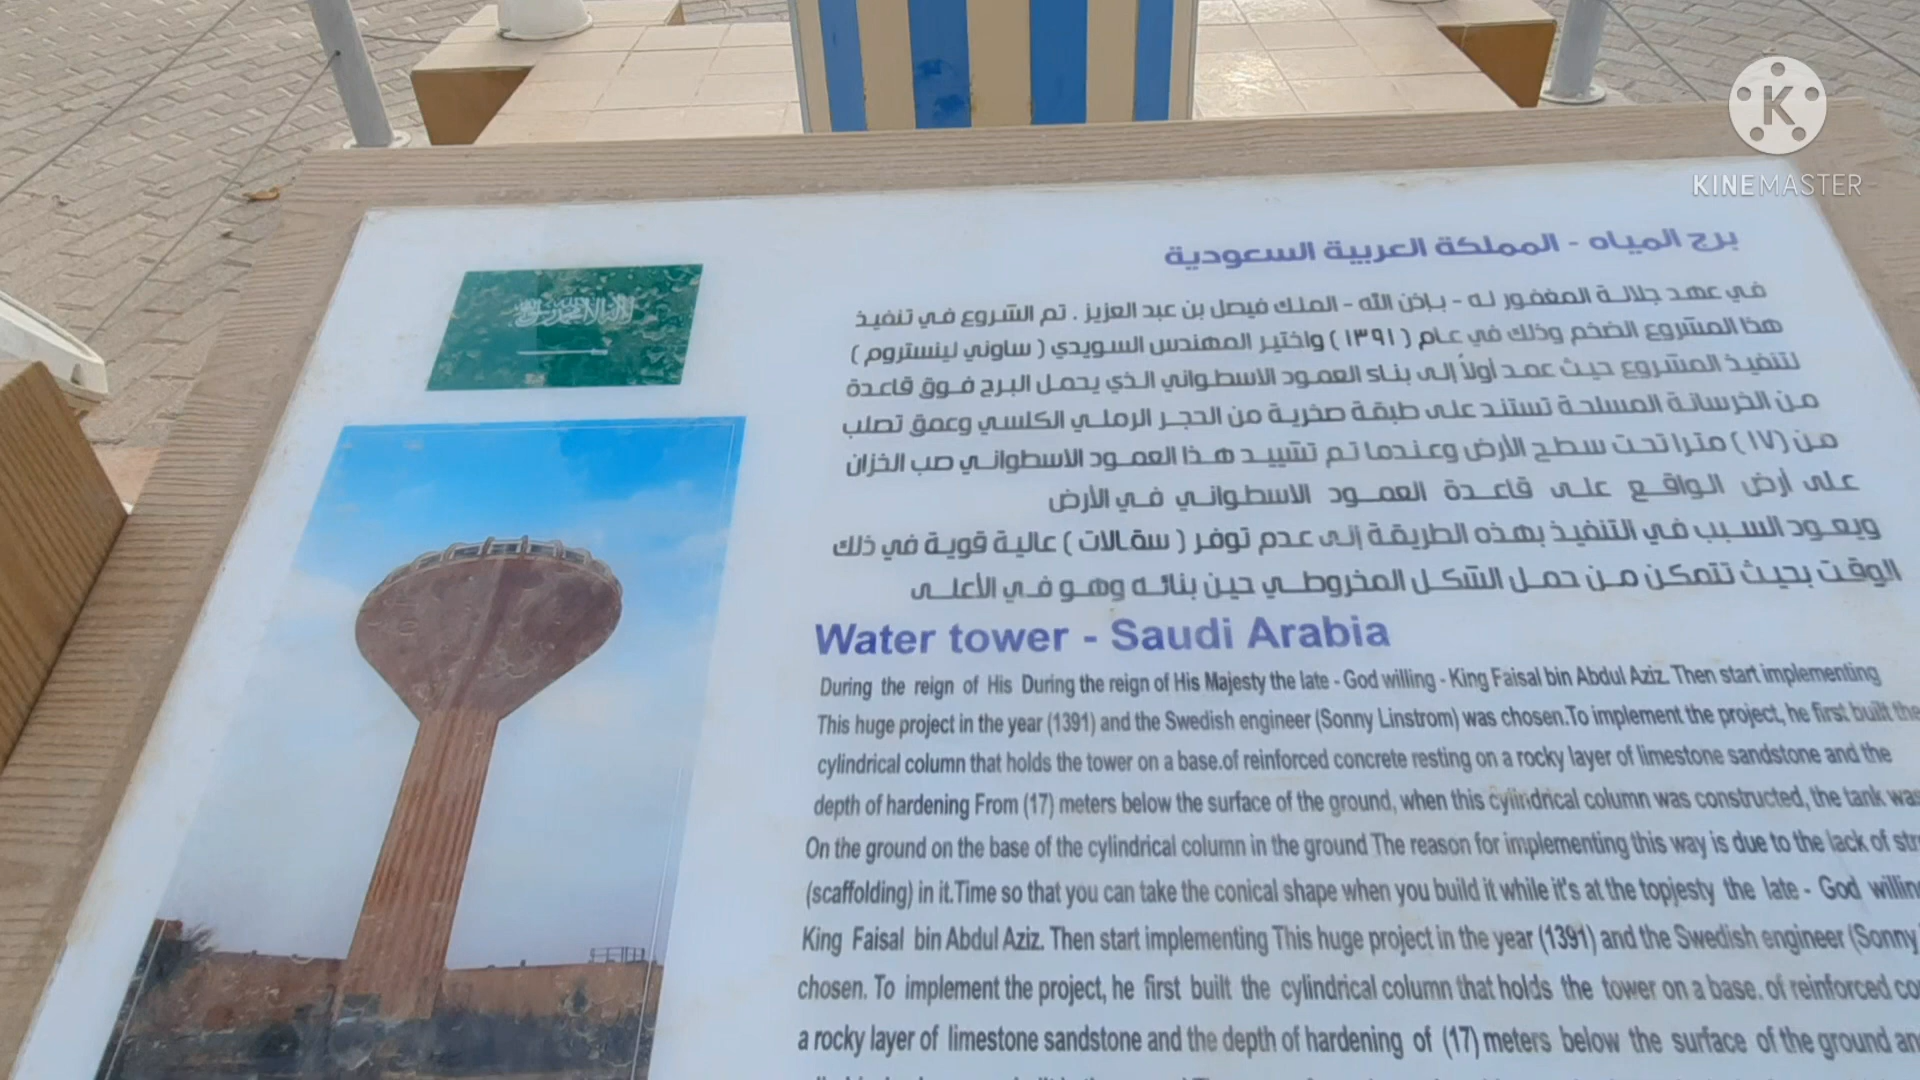 KINEMASTER
برج المياه - المملكة العربية السعودية
في عهد جلالة المغفور له - بإذن الله - الملك فيصل بن عبد العزيز . تم الشروع في تنفيذ
هذا المشروع الضخم وذلك في عام ( ١٣٩١ ) واختير المهندس السويدي ( ساوني لينستروم )
لتنفيذ المشروع حيث عمد أولاً إلى بناء العمود الاسطواني الذي يحمل البرج فوق قاعدة
من الخرسانة المسلحة تستند على طبقة صخرية من الحجر الرملي الكلسي وعمق تصلب
من (١٧) مترا تحت سطح الأرض وعندما تم تشييد هذا العمود الاسطواني صب الخزان
على أرض الواقع على قاعدة العمود الاسطواني في الأرض
ويعود السبب في التنفيذ بهذه الطريقة إلى عدم توفر ( سقالات ) عالية قوية في ذلك
الوقت بحيث تتمكن من حمل الشكل المخروطي حين بنائه وهو في الأعلى
Water tower - Saudi Arabia
During the reign of His During the reign of His Majesty the late - God willing - King Faisal bin Abdul Aziz. Then start implementing
This huge project in the year (1391) and the Swedish engineer (Sonny Linstrom) was chosen.To implement the project, he first built the
cylindrical column that holds the tower on a base.of reinforced concrete resting on a rocky layer of limestone sandstone and the
depth of hardening From (17) meters below the surface of the ground, when this cylindrical column was constructed, the tank was
On the ground on the base of the cylindrical column in the ground The reason for implementing this way is due to the lack of
(scaffolding) in it.Time so that you can take the conical shape when you build it while it's at the topjesty the late - God
King Faisal bin Abdul Aziz. Then start implementing This huge project in the year (1391) and the Swedish engineer (Sonny
chosen. To implement the project, he first built the cylindrical column that holds the tower on a base. of reinforced
a rocky layer of limestone sandstone and the depth of hardening of (17) meters below the surface of the ground